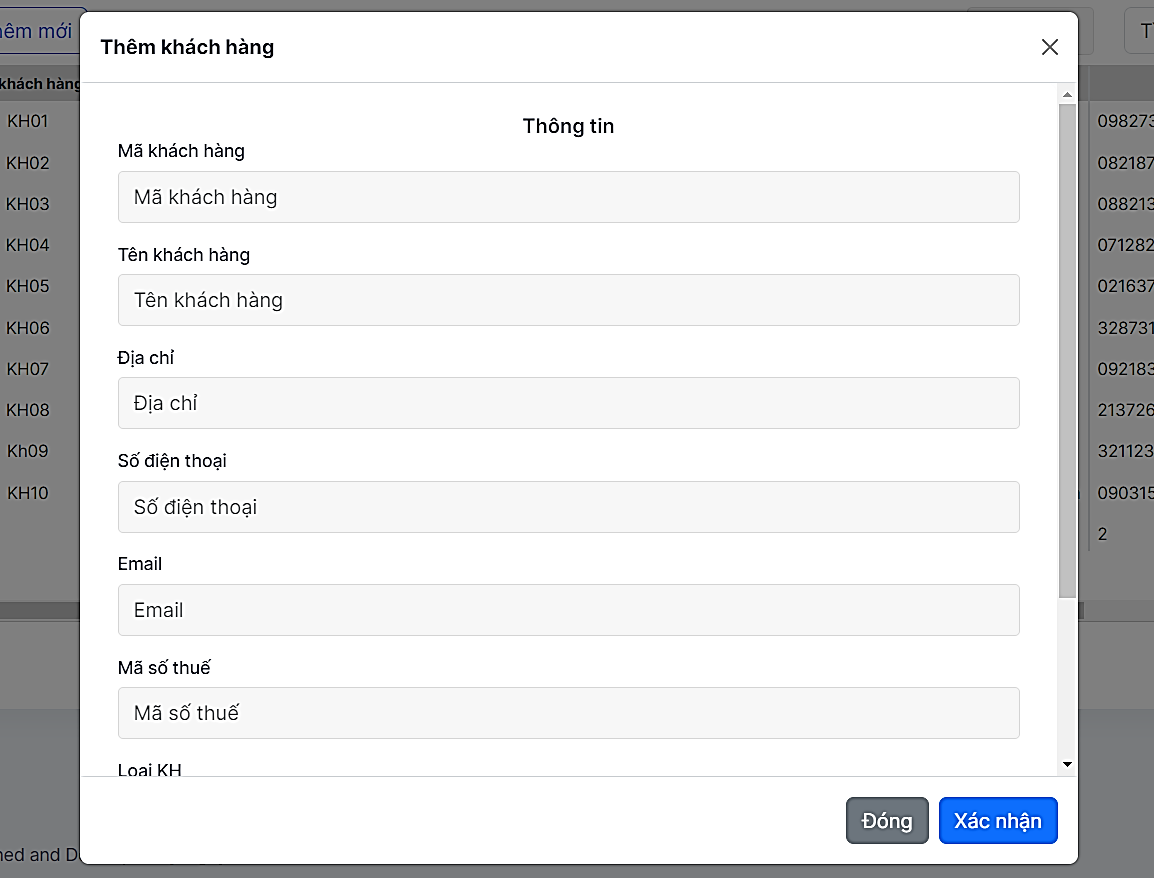 Thêm khách hàng
Thông tin
Mã khách hàng
Mã khách hàng
Tên khách hàng
Tên khách hàng
Địa chỉ
Địa chỉ
Số điện thoại
Số điện thoại
Email
Email
Mã số thuế
Mã số thuế
Loại KH
Đóng
Xác nhận
mới
khách hàng
KH01
KH02
KH03
KH04
KH05
KH06
KH07
KH08
Kh09
KH10
098273
082187
088213
071282
021637
328731
092183
213726
321123
090315
2
and